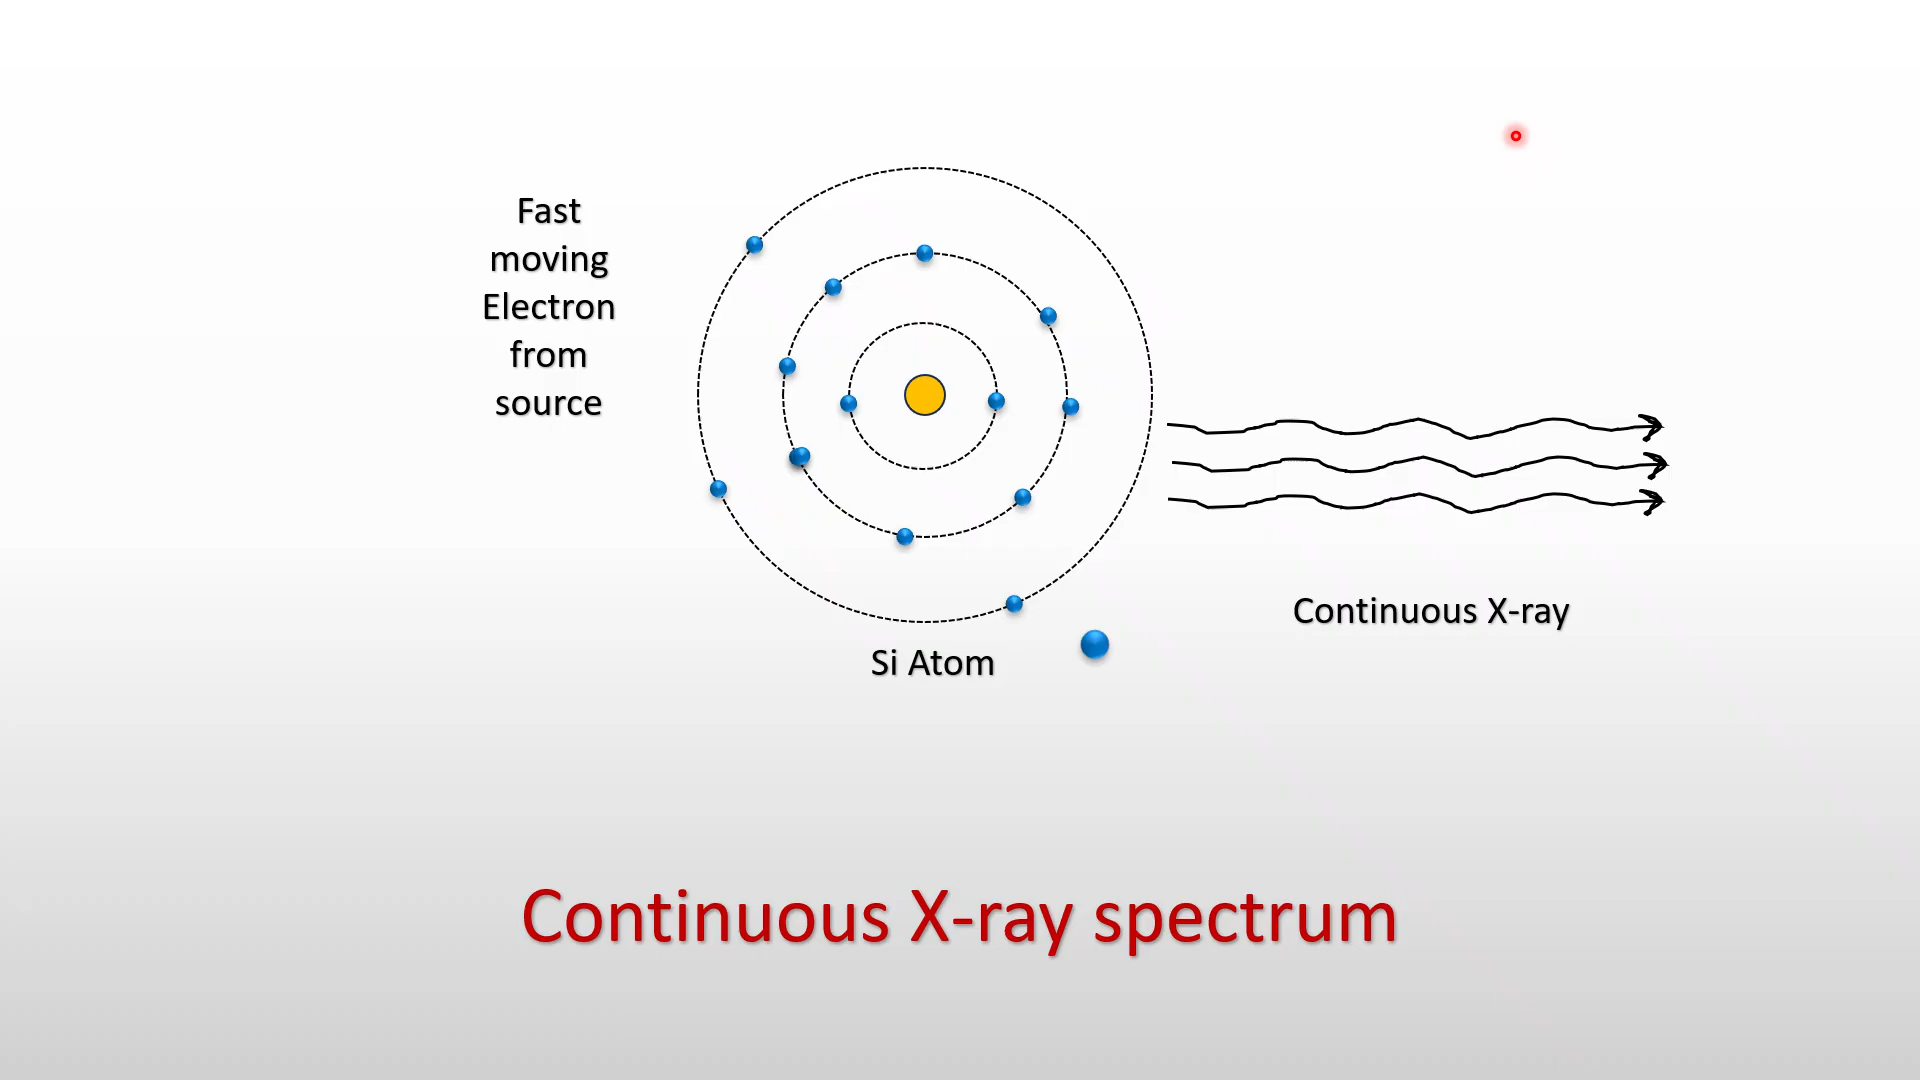 Fast
moving
Electron
from
source
Continuous X-ray
Si Atom
Continuous X-ray spectrum